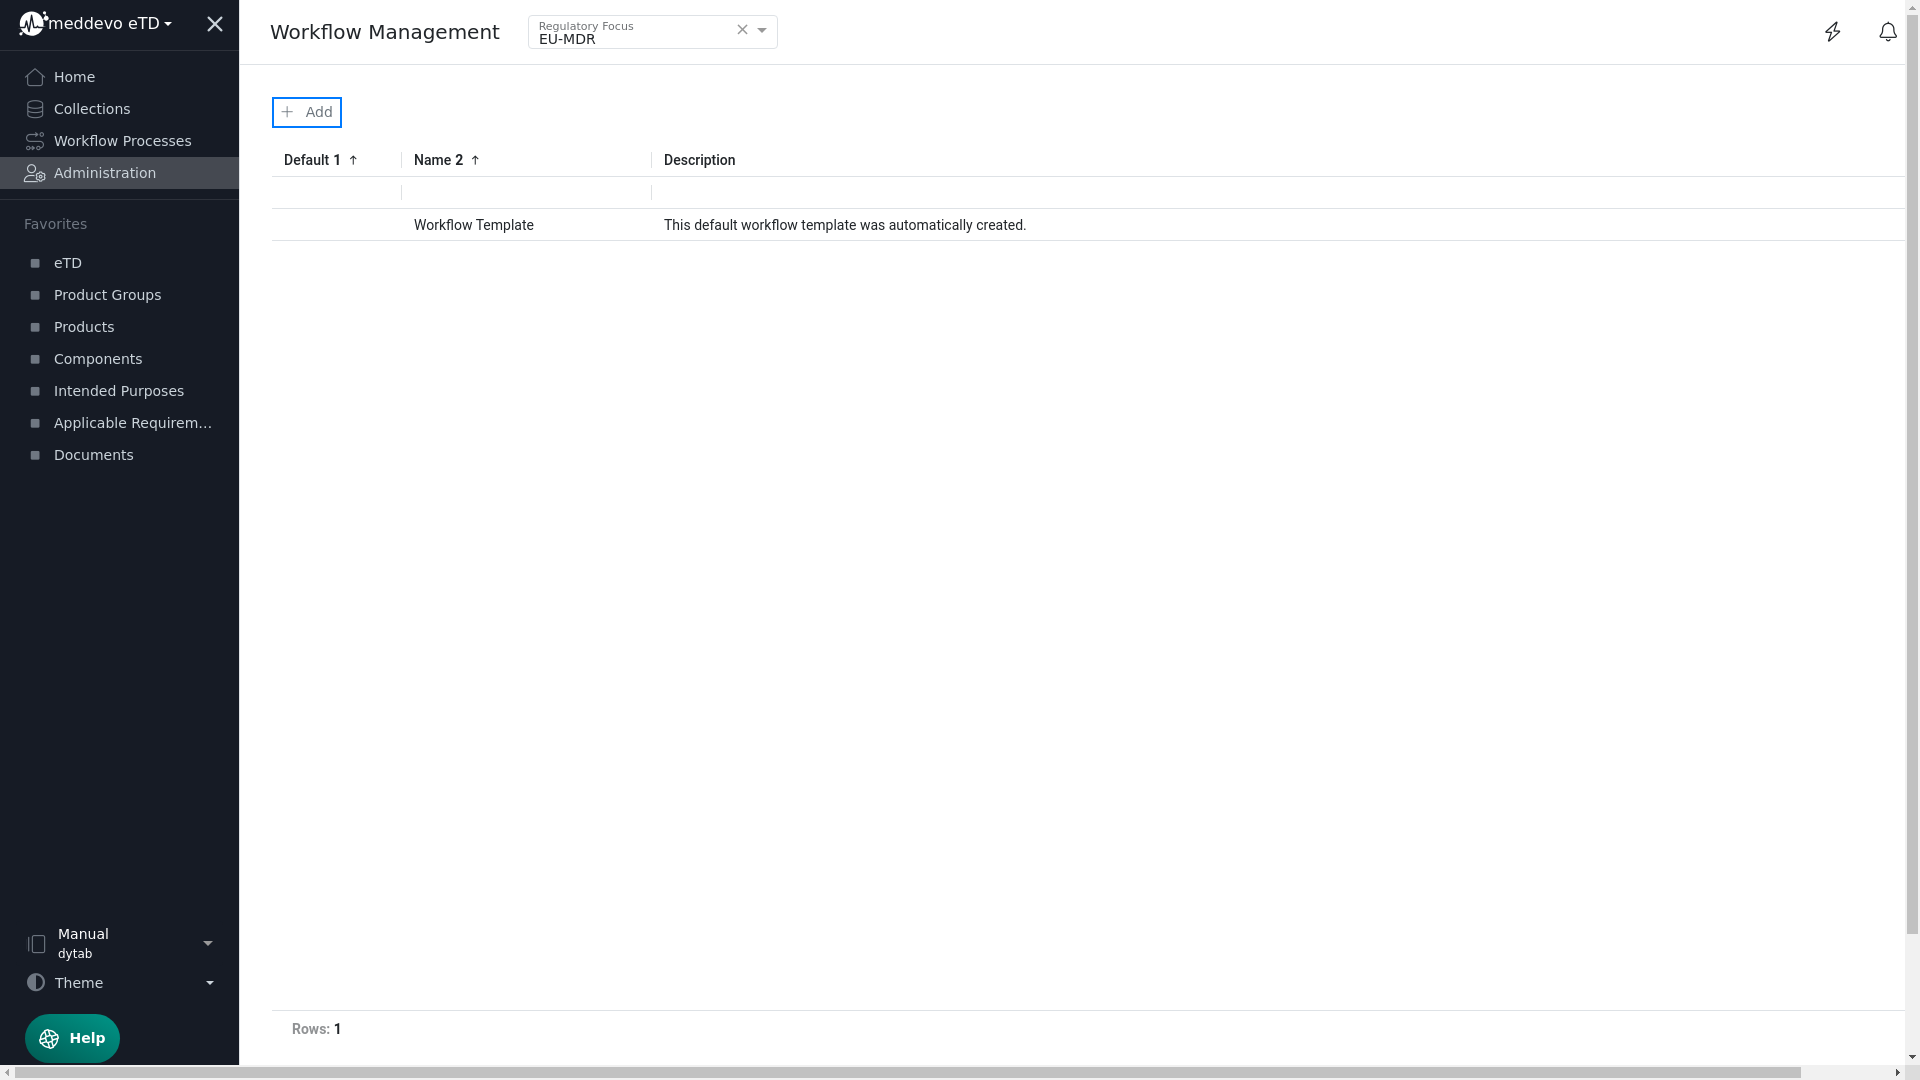 meddevo eTD
Workflow Management
Regulatory Focus
EU-MDR
Home
Collections
Workflow Processes
Administration
Favorites
eTD
Product Groups
Products
Components
Intended Purposes
Applicable Requirem...
Documents
Manual
dytab
Theme
Help
Add
Default 1 Name 2 Description
Workflow Template This default workflow template was automatically created.
Rows: 1